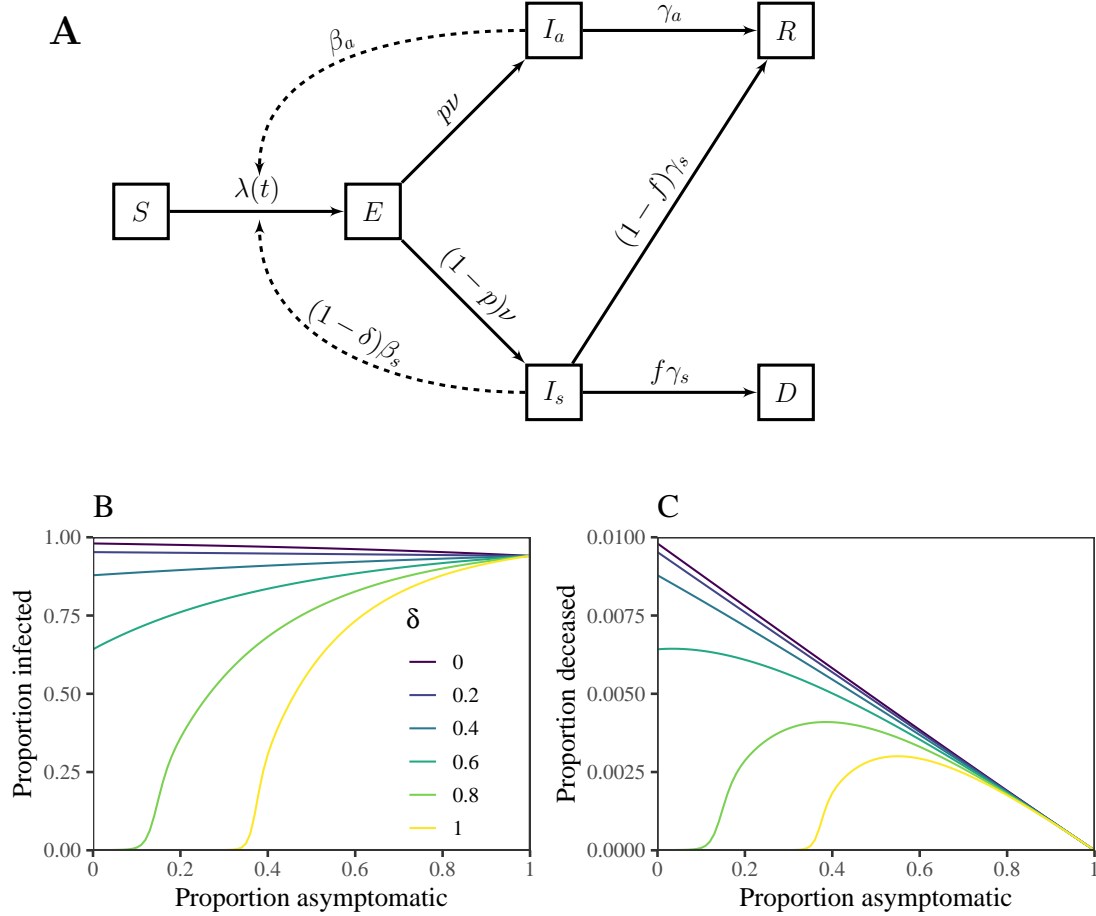 A
β_a
I_a
γ_a
R
pν
λ(t)
S
E
(1 − f)γ_s
(1 − p)ν
(1 − δ)β_s
I_s
fγ_s
D
B
1.00
0.75
0.50
0.25
0.00
Proportion infected
δ
0
0.2
0.4
0.6
0.8
1
0
0.2
0.4
0.6
0.8
1
Proportion asymptomatic
C
0.0100
0.0075
0.0050
0.0025
0.0000
Proportion deceased
0
0.2
0.4
0.6
0.8
1
Proportion asymptomatic